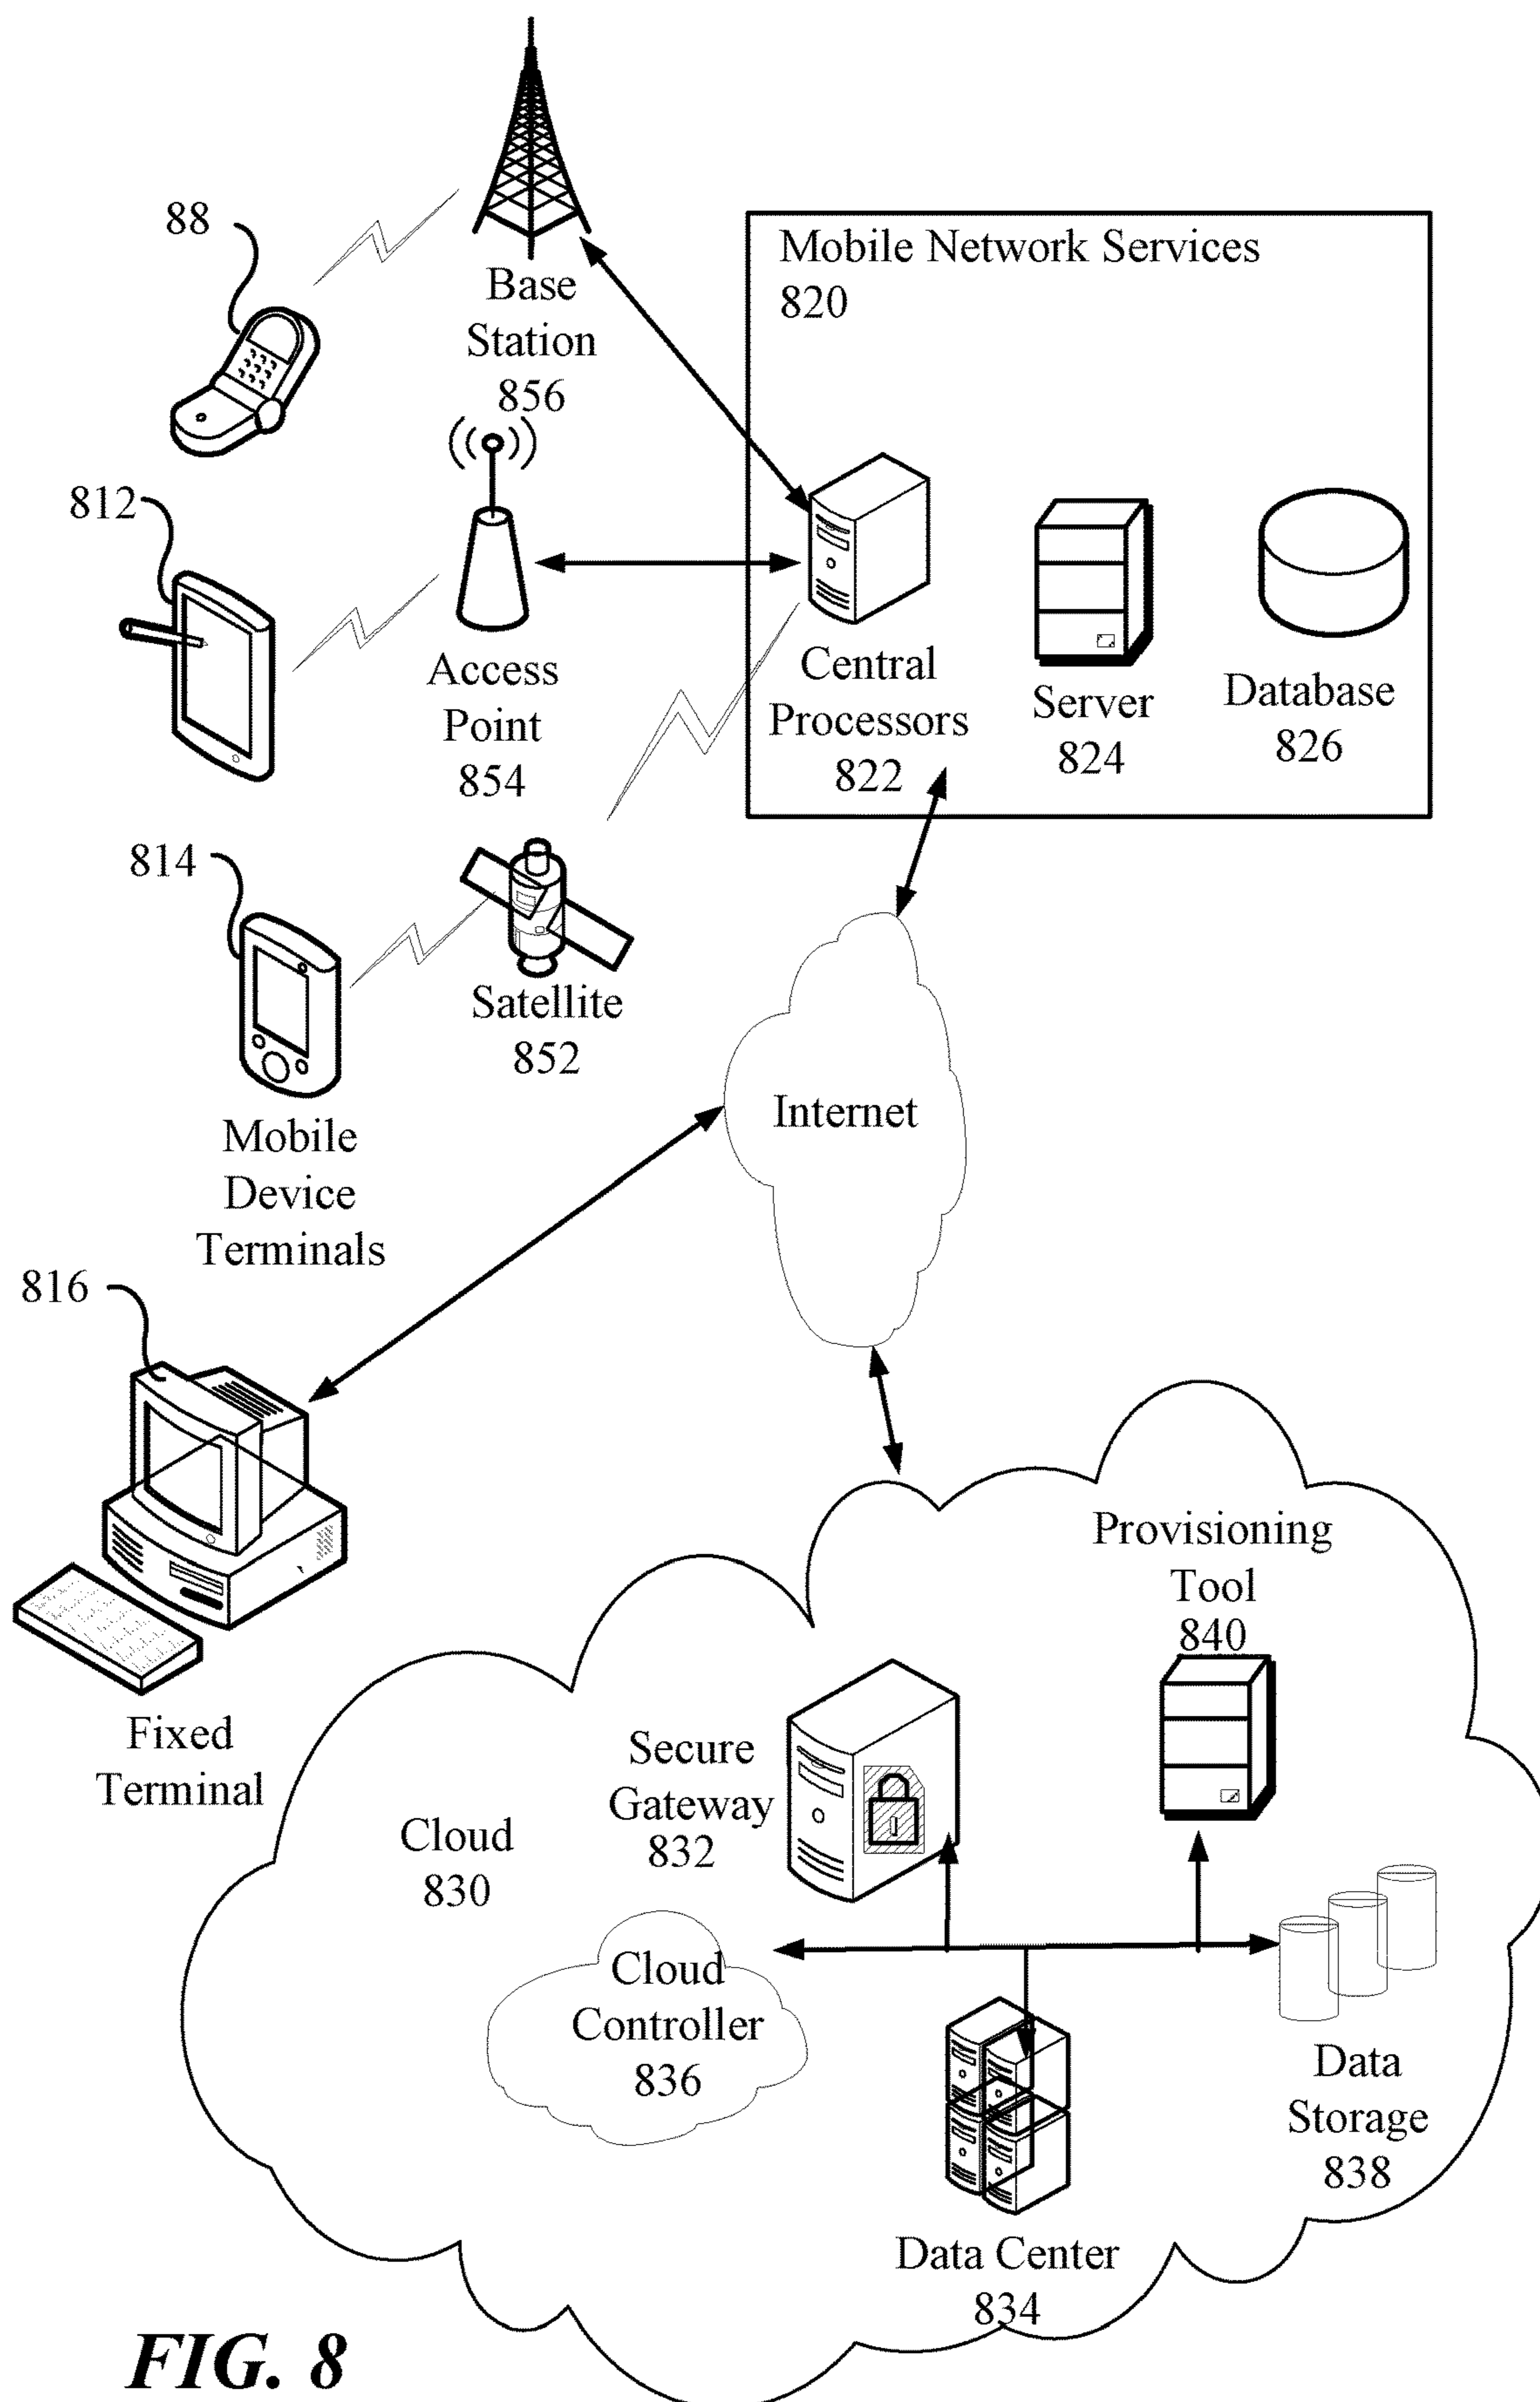 88
Base
Station
856
Mobile Network Services
820
812
Access
Point
854
Central
Processors
822
Server
824
Database
826
814
Satellite
852
Mobile
Device
Terminals
Internet
816
Fixed
Terminal
Provisioning
Tool
840
Secure
Gateway
832
Cloud
830
Cloud
Controller
836
Data
Storage
838
Data Center
834
FIG. 8